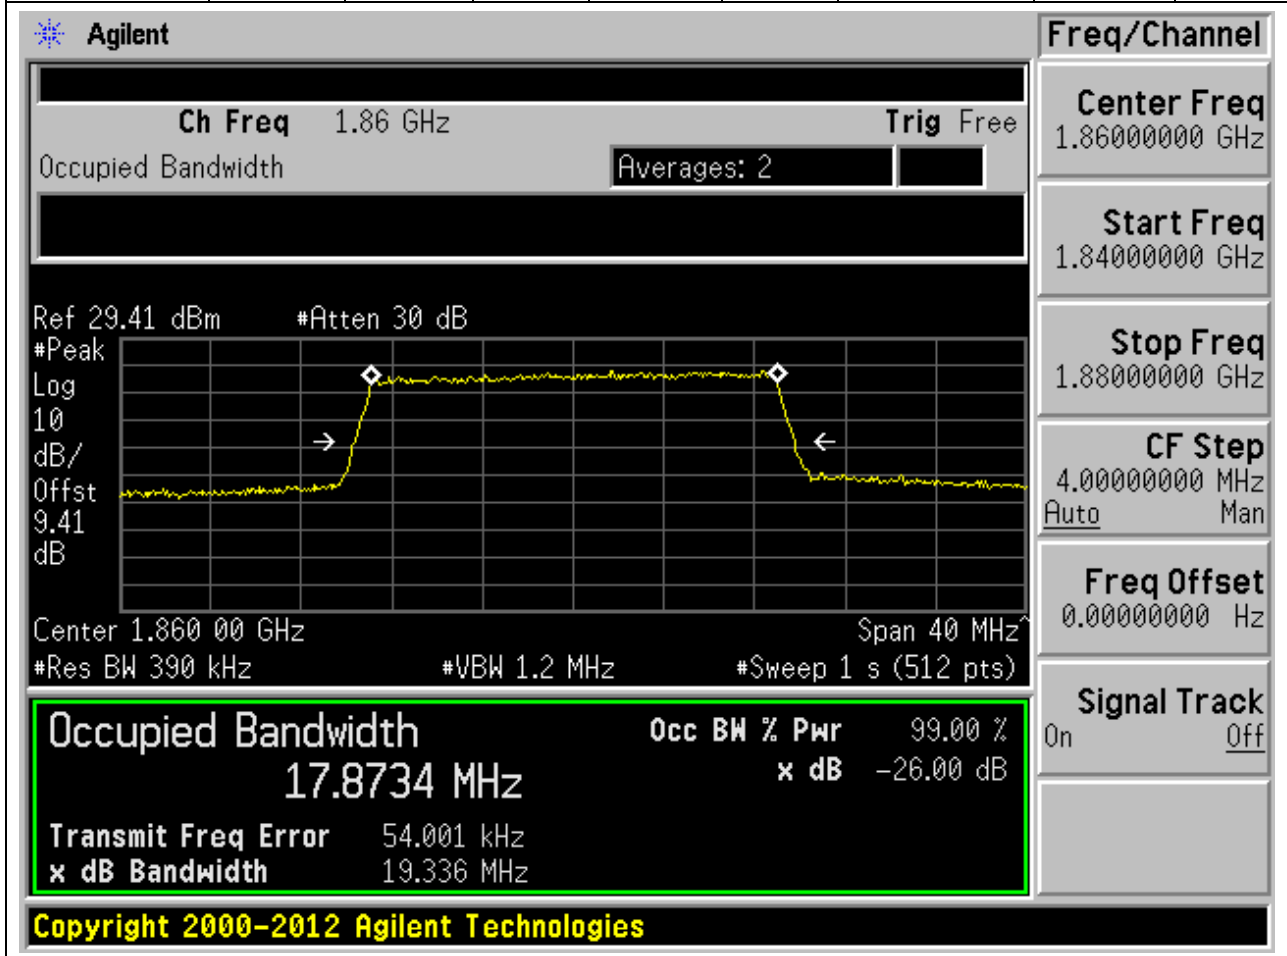 Agilent
Freq/Channel
Ch Freq 1.86 GHz Trig Free
Occupied Bandwidth Averages: 2
Center Freq
1.86000000 GHz
Start Freq
1.84000000 GHz
Stop Freq
1.88000000 GHz
CF Step
4.00000000 MHz
Auto Man
Freq Offset
0.00000000 Hz
Signal Track
On Off
Ref 29.41 dBm #Atten 30 dB
#Peak
Log
10
dB/
Offst
9.41
dB
Center 1.860 00 GHz Span 40 MHz^
#Res BW 390 kHz #VBW 1.2 MHz #Sweep 1 s (512 pts)
Occupied Bandwidth Occ BW % Pwr 99.00 %
17.8734 MHz x dB -26.00 dB
Transmit Freq Error 54.001 kHz
x dB Bandwidth 19.336 MHz
Copyright 2000-2012 Agilent Technologies